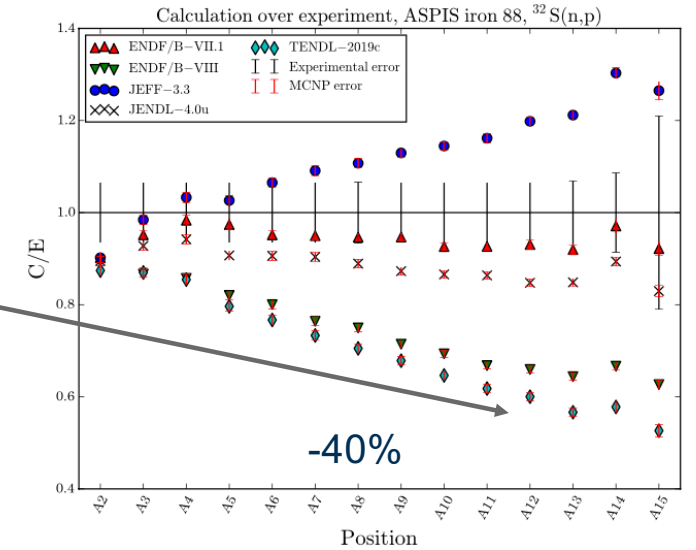 Calculation over experiment, ASPIS iron 88, ³²S(n,p)
ENDF/B−VII.1
ENDF/B−VIII
JEFF−3.3
JENDL−4.0u
TENDL−2019c
Experimental error
MCNP error
C/E
1.4
1.2
1.0
0.8
0.6
0.4
-40%
A2 A3 A4 A5 A6 A7 A8 A9 A10 A11 A12 A13 A14 A15
Position